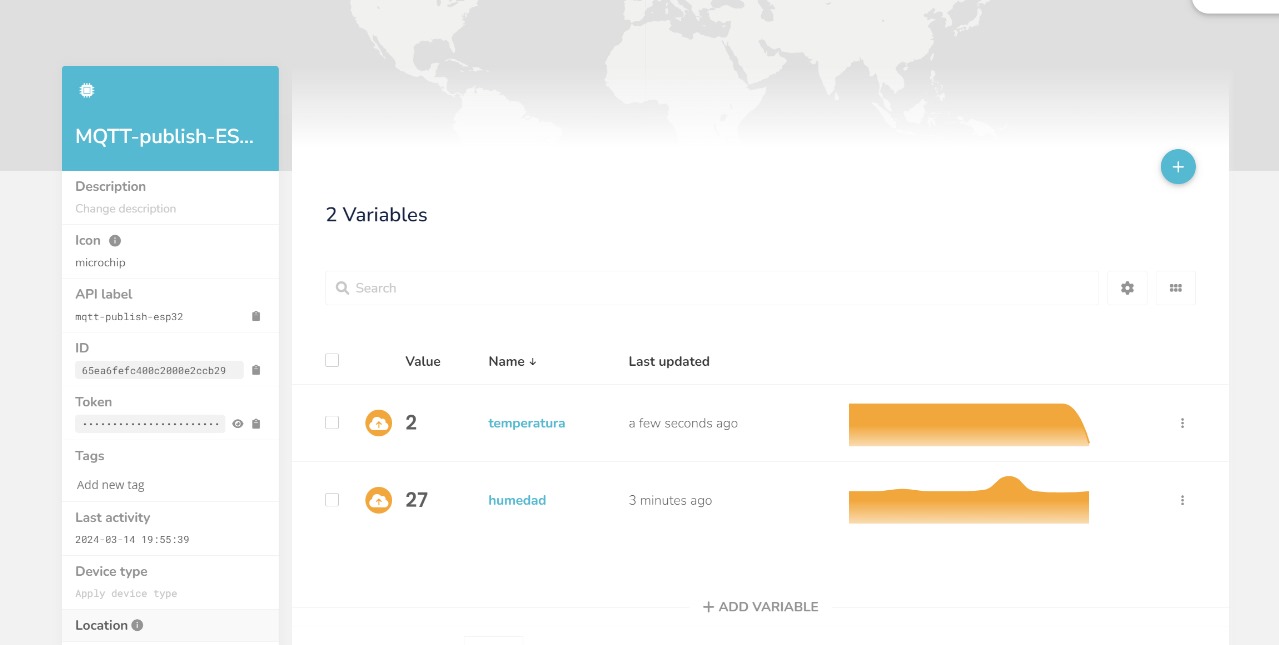 MQTT-publish-ES...
Description
Change description
Icon
microchip
API label
mqtt-publish-esp32
ID
65ea6fefc400c2000e2ccb29
Token
Tags
Add new tag
Last activity
2024-03-14 19:55:39
Device type
Apply device type
Location
2 Variables
Search
Value Name ↓ Last updated
2 temperatura a few seconds ago
27 humedad 3 minutes ago
+ ADD VARIABLE